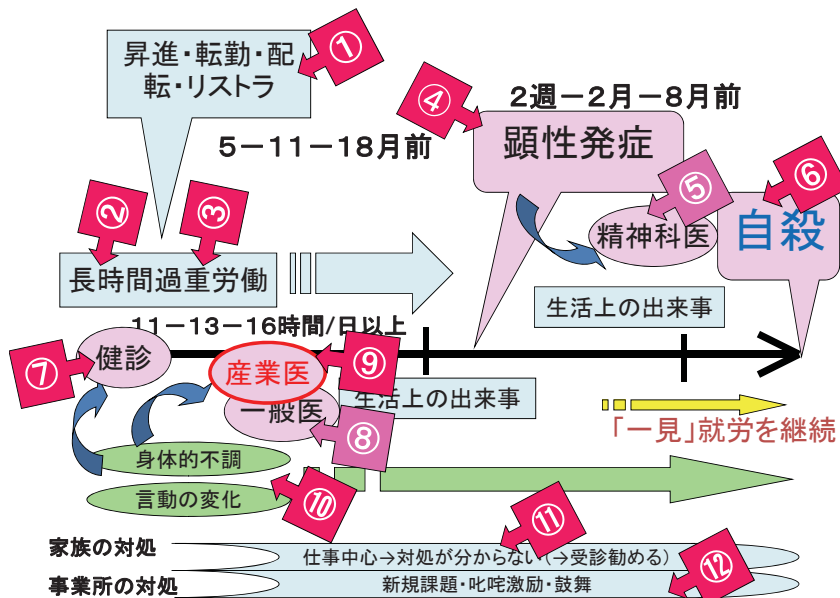 昇進・転勤・配
転・リストラ
①
④
2週－2月－8月前
5－11－18月前
顕性発症
②
③
⑤
⑥
精神科医
自殺
長時間過重労働
生活上の出来事
11－13－16時間/日以上
⑦
健診
産業医
⑨
一般医
⑧
生活上の出来事
「一見」就労を継続
身体的不調
言動の変化
⑩
⑪
家族の対処
仕事中心→対処が分からない（→受診勧める）
⑫
事業所の対処
新規課題・叱咤激励・鼓舞